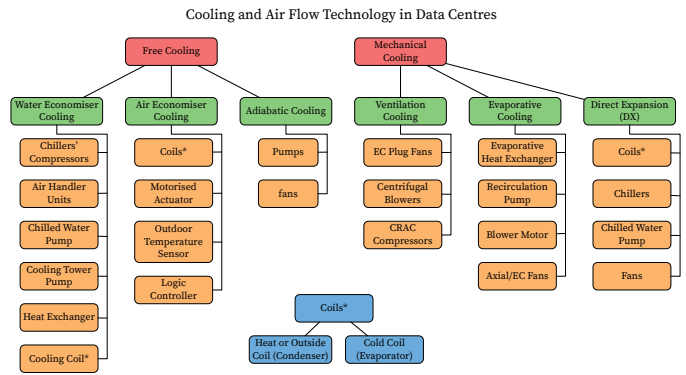 Cooling and Air Flow Technology in Data Centres
Free Cooling
Mechanical
Cooling
Water Economiser
Cooling
Air Economiser
Cooling
Adiabatic Cooling
Ventilation
Cooling
Evaporative
Cooling
Direct Expansion
(DX)
Chillers'
Compressors
Air Handler
Units
Chilled Water
Pump
Cooling Tower
Pump
Heat Exchanger
Cooling Coil*
Coils*
Motorised
Actuator
Outdoor
Temperature
Sensor
Logic
Controller
Pumps
fans
EC Plug Fans
Centrifugal
Blowers
CRAC
Compressors
Evaporative
Heat Exchanger
Recirculation
Pump
Blower Motor
Axial/EC Fans
Coils*
Chillers
Chilled Water
Pump
Fans
Coils*
Heat or Outside
Coil (Condenser)
Cold Coil
(Evaporator)